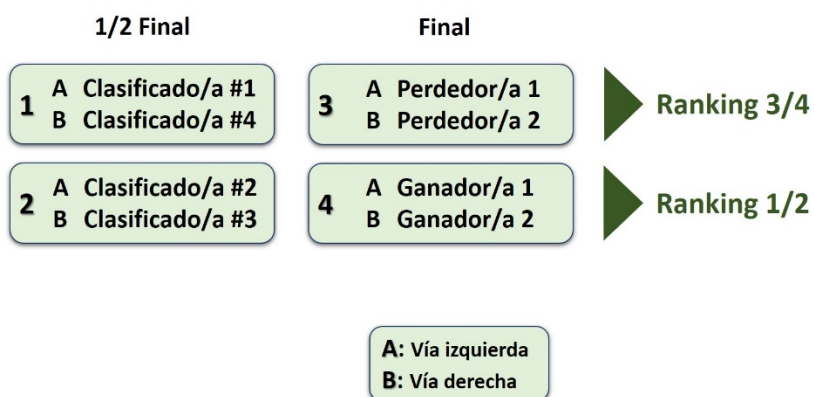 1/2 Final
Final
1
A Clasificado/a #1
B Clasificado/a #4
3
A Perdedor/a 1
B Perdedor/a 2
Ranking 3/4
2
A Clasificado/a #2
B Clasificado/a #3
4
A Ganador/a 1
B Ganador/a 2
Ranking 1/2
A: Vía izquierda
B: Vía derecha